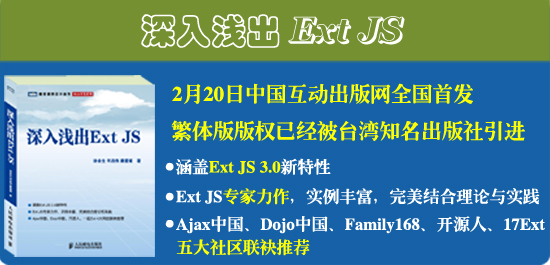 深入浅出 Ext JS
深入浅出Ext JS
2月20日中国互动出版网全国首发
繁体版版权已经被台湾知名出版社引进
●涵盖Ext JS 3.0新特性
●Ext JS专家力作，实例丰富，完美结合理论与实践
●Ajax中国、Dojo中国、Family168、开源人、17Ext
五大社区联袂推荐